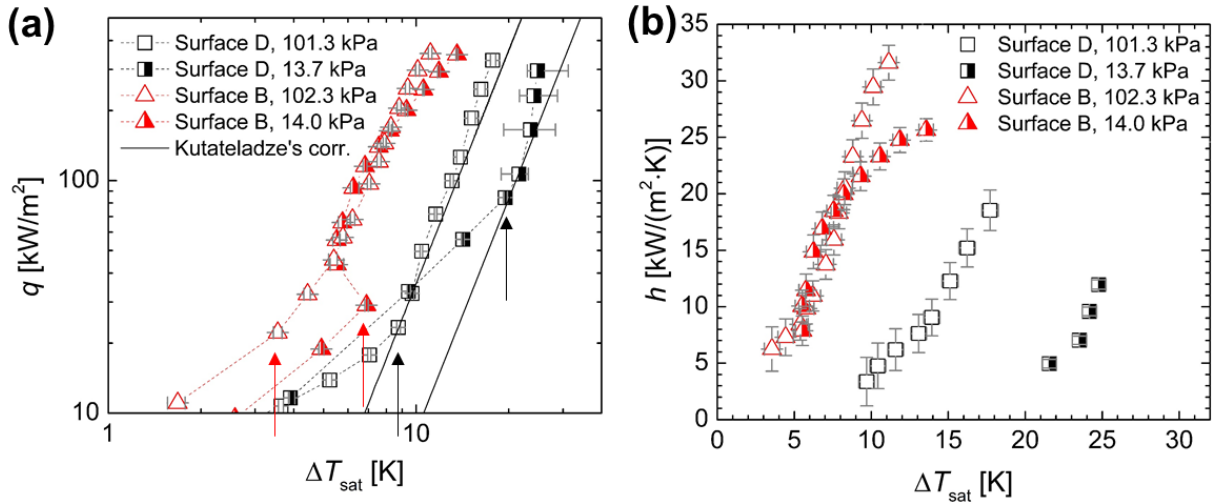 (a)
Surface D, 101.3 kPa
Surface D, 13.7 kPa
Surface B, 102.3 kPa
Surface B, 14.0 kPa
Kutateladze's corr.
100
10
q [kW/m²]
1
10
ΔT_sat [K]
(b)
Surface D, 101.3 kPa
Surface D, 13.7 kPa
Surface B, 102.3 kPa
Surface B, 14.0 kPa
35
30
25
20
15
10
5
0
h [kW/(m²·K)]
0 5 10 15 20 25 30
ΔT_sat [K]